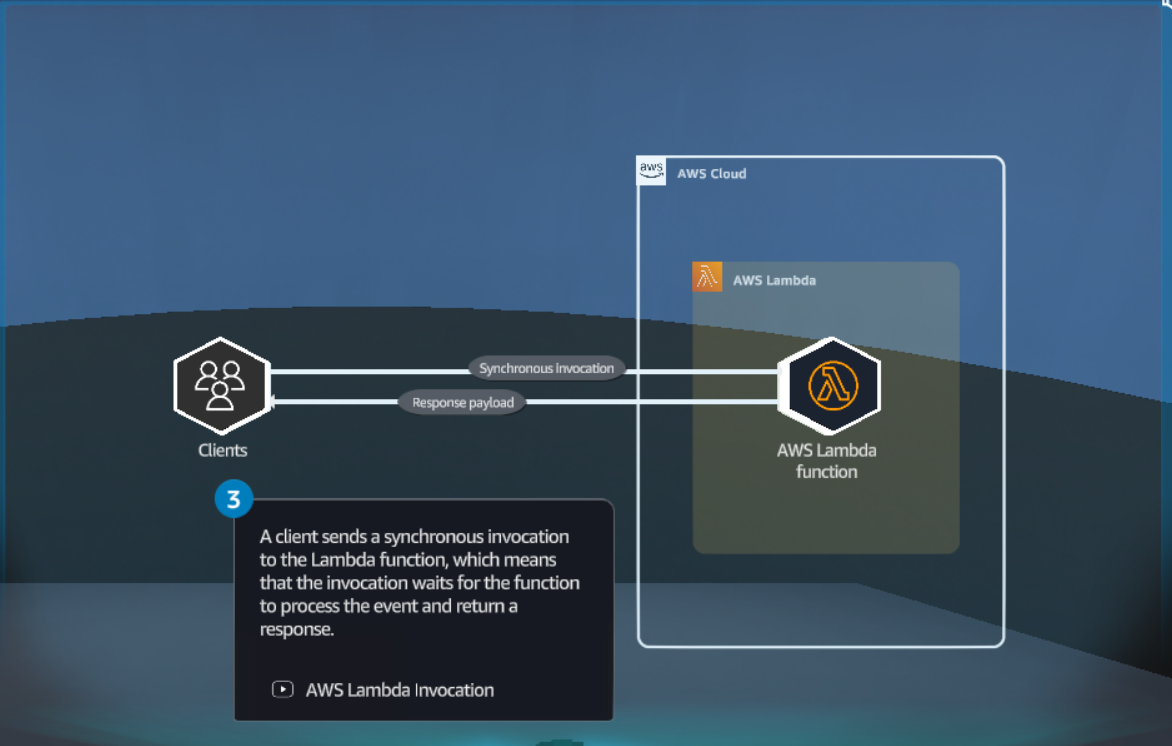 aws
AWS Cloud
AWS Lambda
Synchronous invocation
Response payload
Clients
AWS Lambda
function
3
A client sends a synchronous invocation
to the Lambda function, which means
that the invocation waits for the function
to process the event and return a
response.
AWS Lambda Invocation